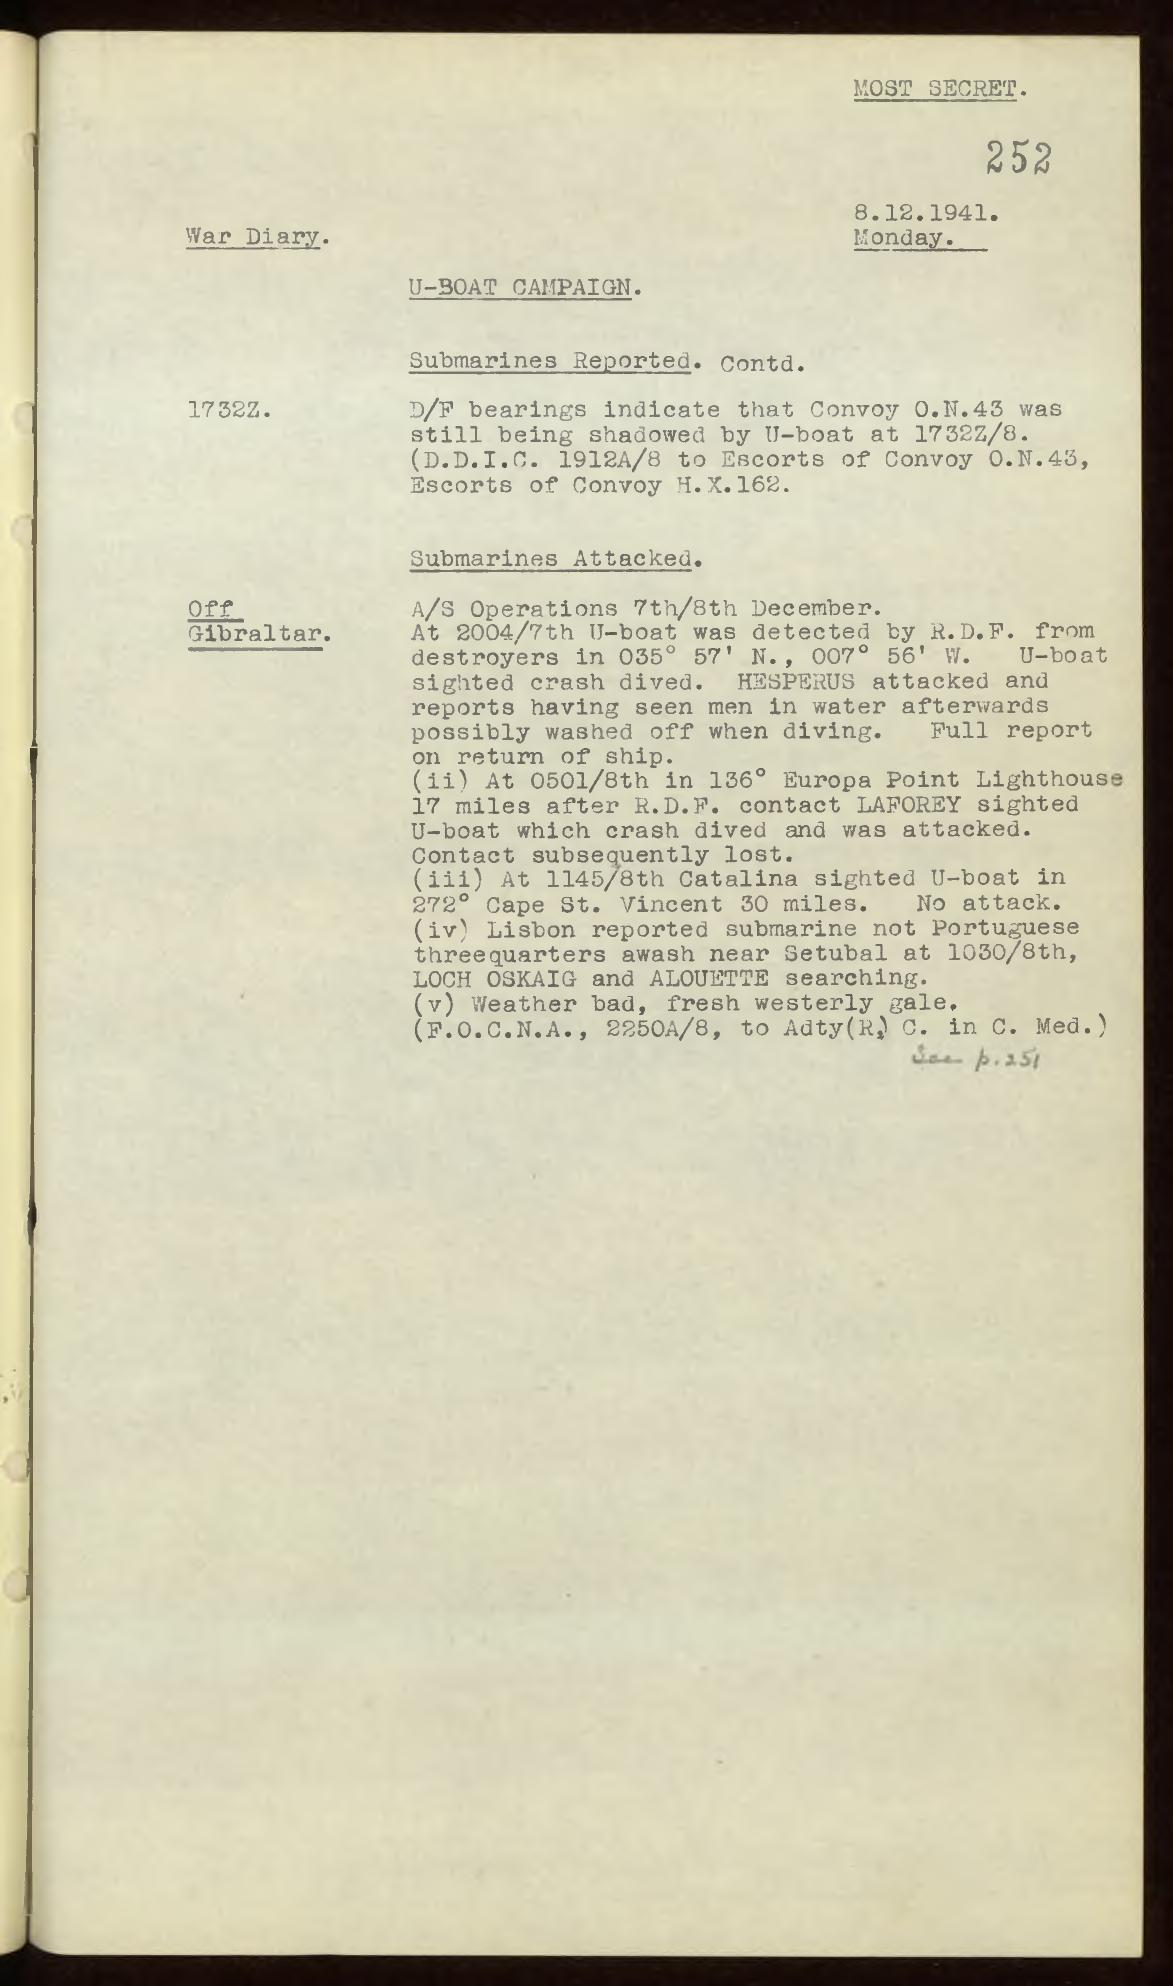 MOST SECRET.
252
8.12.1941.
War Diary.
Monday.
U-BOAT CAMPAIGN.
Submarines Reported. Contd.
1732Z.
D/F bearings indicate that Convoy O.N.43 was
still being shadowed by U-boat at 1732Z/8.
(D.D.I.C. 1912A/8 to Escorts of Convoy O.N.43,
Escorts of Convoy H.X.162.
Submarines Attacked.
Off
Gibraltar.
A/S Operations 7th/8th December.
At 2004/7th U-boat was detected by R.D.F. from
destroyers in 035° 57' N., 007° 56' W. U-boat
sighted crash dived. HESPERUS attacked and
reports having seen men in water afterwards
possibly washed off when diving. Full report
on return of ship.
(ii) At 0501/8th in 136° Europa Point Lighthouse
17 miles after R.D.F. contact LAFOREY sighted
U-boat which crash dived and was attacked.
Contact subsequently lost.
(iii) At 1145/8th Catalina sighted U-boat in
272° Cape St. Vincent 30 miles. No attack.
(iv) Lisbon reported submarine not Portuguese
threequarters awash near Setubal at 1030/8th,
LOCH OSKAIG and ALOUETTE searching.
(v) Weather bad, fresh westerly gale.
(F.O.C.N.A., 2250A/8, to Adty(R) C. in C. Med.)
See p.251